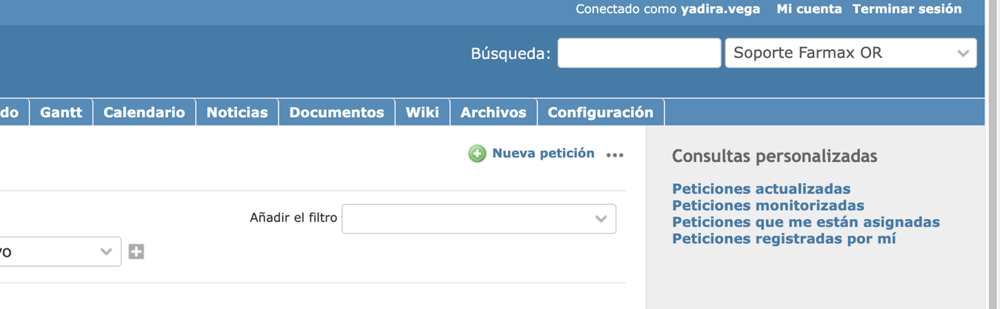 Conectado como yadira.vega Mi cuenta Terminar sesión
Búsqueda: Soporte Farmax OR
do Gantt Calendario Noticias Documentos Wiki Archivos Configuración
Nueva petición ...
Consultas personalizadas
Peticiones actualizadas
Peticiones monitorizadas
Peticiones que me están asignadas
Peticiones registradas por mí
Añadir el filtro
vo